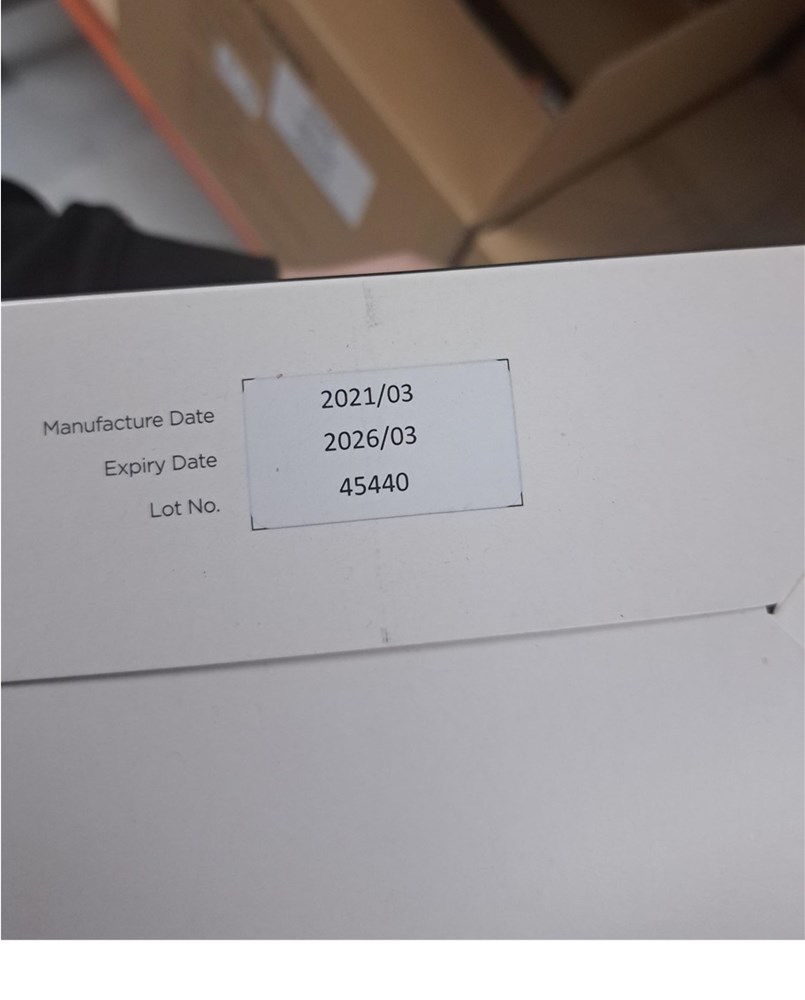 Manufacture Date 2021/03
Expiry Date 2026/03
Lot No. 45440